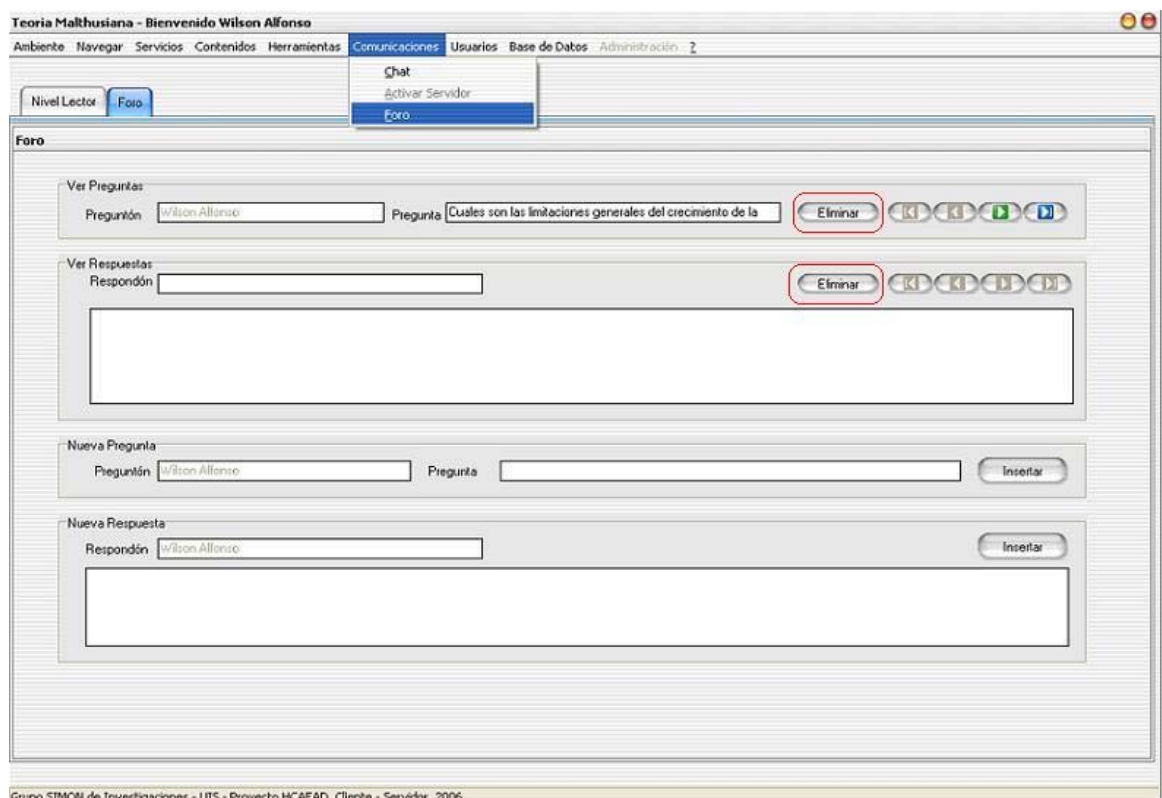 Teoria Malthusiana - Bienvenido Wilson Alfonso
Ambiente Navegar Servicios Contenidos Herramientas Comunicaciones Usuarios Base de Datos Administración ?
Chat
Activar Servidor
Foro
Nivel Lector Foro
Foro
Ver Preguntas
Preguntón Wilson Alfonso Pregunta Cuales son las limitaciones generales del crecimiento de la Eliminar
Ver Respuestas
Respondón Eliminar
Nueva Pregunta
Preguntón Wilson Alfonso Pregunta Insertar
Nueva Respuesta
Respondón Wilson Alfonso Insertar
Grupo SIMON de Investigaciones - UIS - Proyecto HCAEAD, Cliente - Servidor, 2006